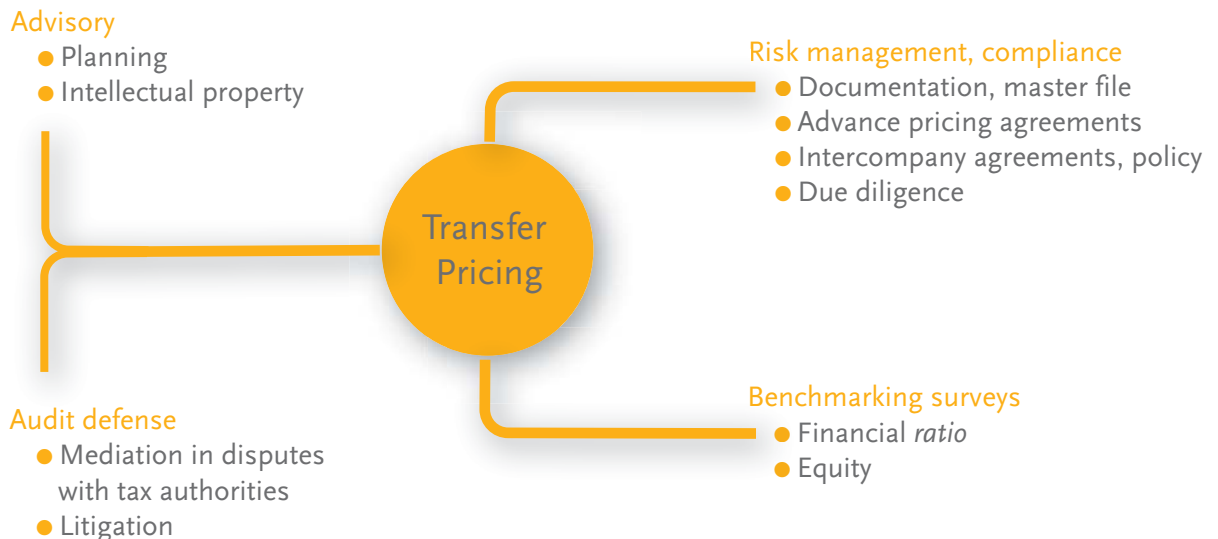 Advisory
Planning
Intellectual property
Risk management, compliance
Documentation, master file
Advance pricing agreements
Intercompany agreements, policy
Due diligence
Transfer
Pricing
Audit defense
Mediation in disputes
with tax authorities
Litigation
Benchmarking surveys
Financial ratio
Equity